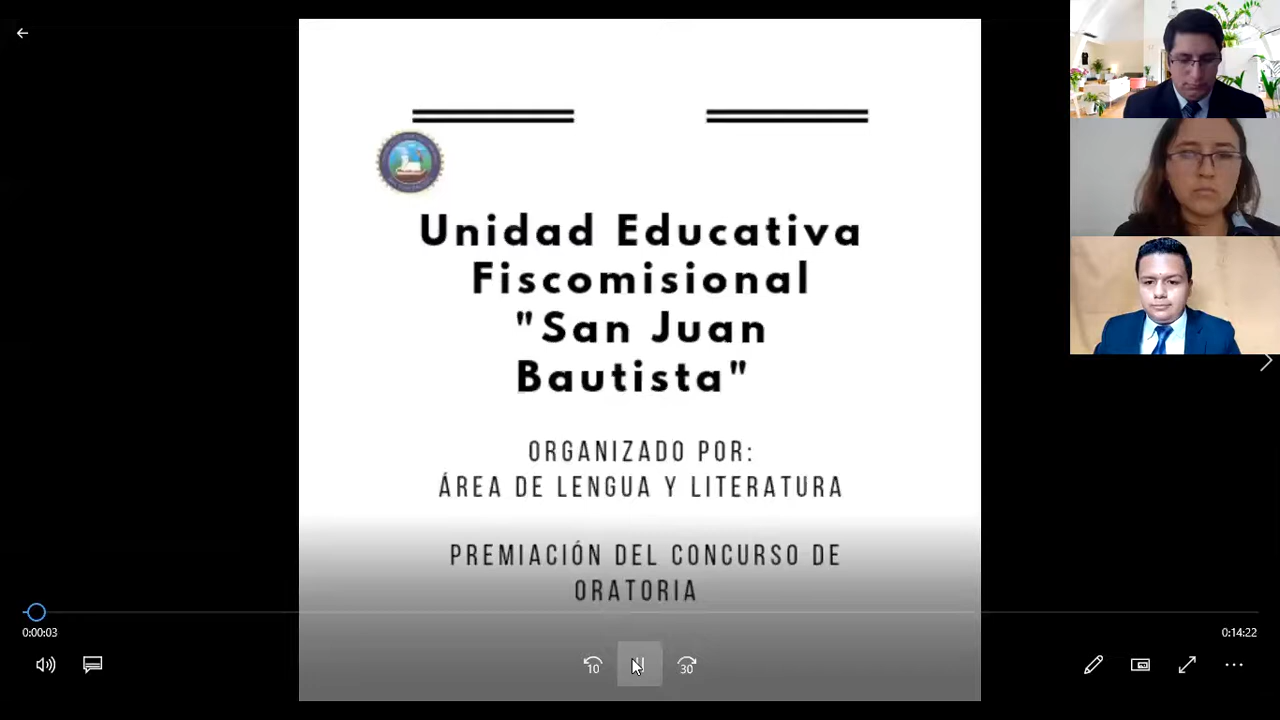 Unidad Educativa
Fiscomisional
"San Juan
Bautista"
ORGANIZADO POR:
ÁREA DE LENGUA Y LITERATURA
PREMIACIÓN DEL CONCURSO DE
ORATORIA
0:00:03
0:14:22
10
30